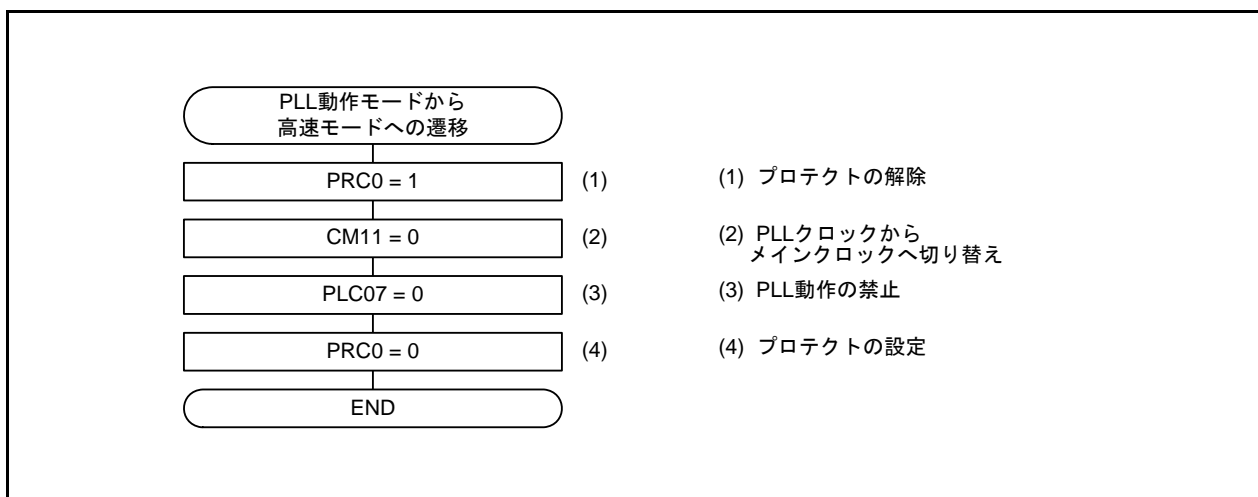 PLL動作モードから
高速モードへの遷移
PRC0 = 1 (1) (1) プロテクトの解除
CM11 = 0 (2) (2) PLLクロックから
メインクロックへ切り替え
PLC07 = 0 (3) (3) PLL動作の禁止
PRC0 = 0 (4) (4) プロテクトの設定
END